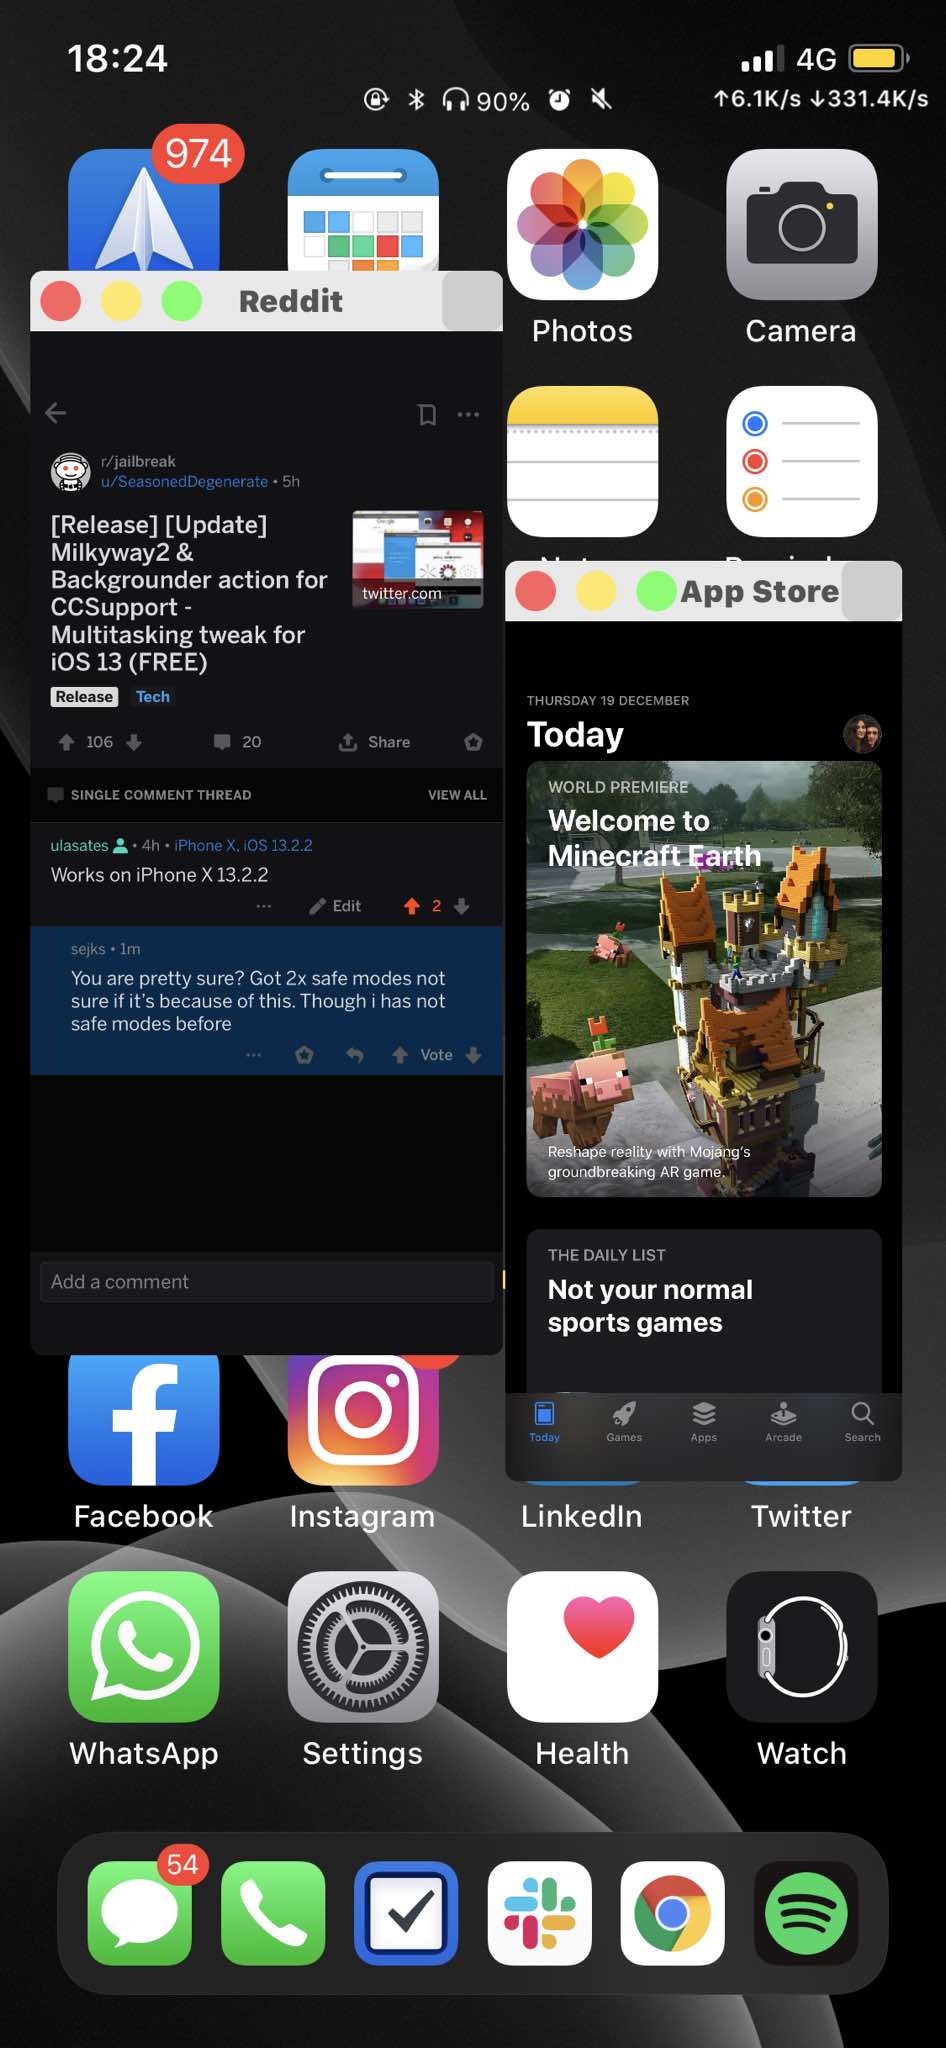 18:24
4G
90%
↑6.1K/s ↓331.4K/s
974
Photos
Camera
Reddit
r/jailbreak
u/SeasonedDegenerate • 5h
[Release] [Update]
Milkyway2 &
Backgrounder action for
CCSupport -
Multitasking tweak for
iOS 13 (FREE)
twitter.com
Release
Tech
106
20
Share
SINGLE COMMENT THREAD
VIEW ALL
ulasates • 4h • iPhone X, iOS 13.2.2
Works on iPhone X 13.2.2
Edit
2
sejks • 1m
You are pretty sure? Got 2x safe modes not
sure if it's because of this. Though i has not
safe modes before
Vote
Add a comment
App Store
THURSDAY 19 DECEMBER
Today
WORLD PREMIERE
Welcome to
Minecraft Earth
Reshape reality with Mojang's
groundbreaking AR game.
THE DAILY LIST
Not your normal
sports games
Today
Games
Apps
Arcade
Search
Facebook
Instagram
LinkedIn
Twitter
WhatsApp
Settings
Health
Watch
54